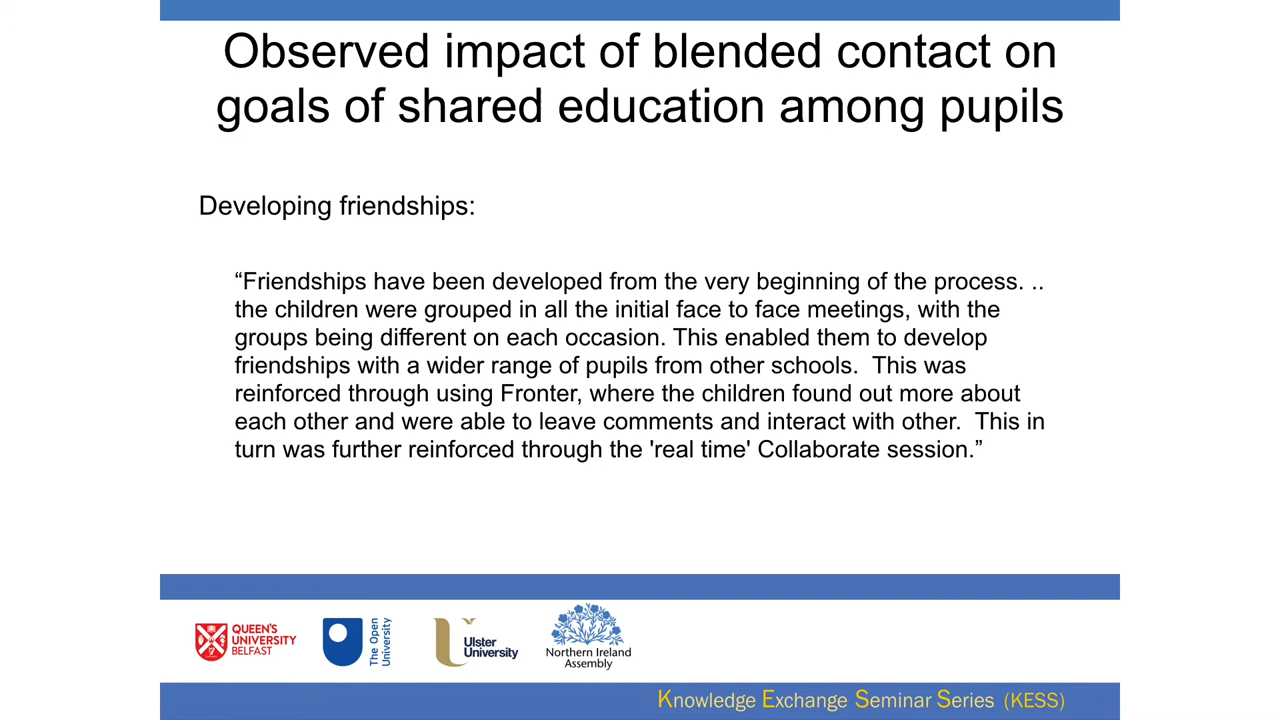 Observed impact of blended contact on
goals of shared education among pupils
Developing friendships:
“Friendships have been developed from the very beginning of the process. ..
the children were grouped in all the initial face to face meetings, with the
groups being different on each occasion. This enabled them to develop
friendships with a wider range of pupils from other schools.  This was
reinforced through using Fronter, where the children found out more about
each other and were able to leave comments and interact with other.  This in
turn was further reinforced through the 'real time' Collaborate session.”
QUEEN'S
UNIVERSITY
BELFAST
The Open
University
Ulster
University
Northern Ireland
Assembly
Knowledge Exchange Seminar Series (KESS)